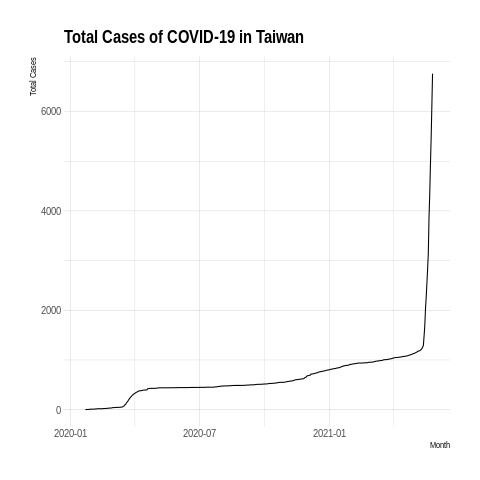 Total Cases of COVID-19 in Taiwan
Total Cases
6000
4000
2000
0
2020-01
2020-07
2021-01
Month